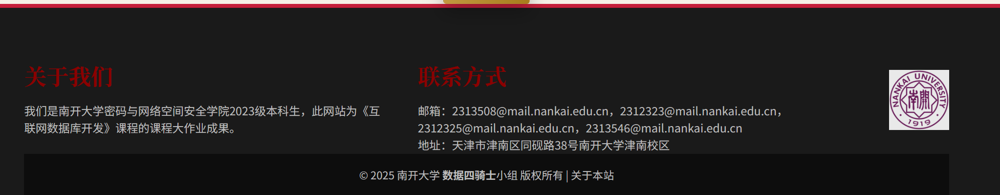 关于我们
我们是南开大学密码与网络空间安全学院2023级本科生，此网站为《互
联网数据库开发》课程的课程大作业成果。
联系方式
邮箱：2313508@mail.nankai.edu.cn，2312323@mail.nankai.edu.cn，
2312325@mail.nankai.edu.cn，2313546@mail.nankai.edu.cn
地址：天津市津南区同砚路38号南开大学津南校区
NANKAI UNIVERSITY
南開
1919
© 2025 南开大学 数据四骑士小组 版权所有 | 关于本站